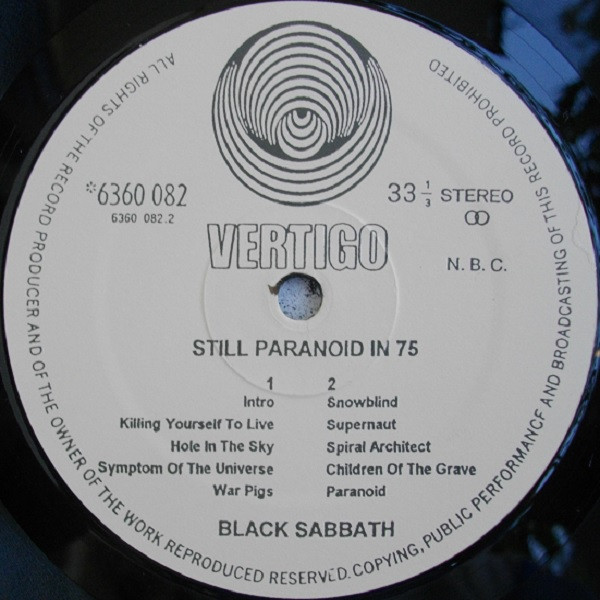 ALL RIGHTS OF THE RECORD PRODUCER AND OF THE OWNER OF THE WORK REPRODUCED RESERVED. COPYING, PUBLIC PERFORMANCE AND BROADCASTING OF THIS RECORD PROHIBITED
*6360 082
6360 082.2
33 1/3 STEREO
VERTIGO
N. B. C.
STILL PARANOID IN 75
1 2
Intro Snowblind
Killing Yourself To Live Supernaut
Hole In The Sky Spiral Architect
Symptom Of The Universe Children Of The Grave
War Pigs Paranoid
BLACK SABBATH